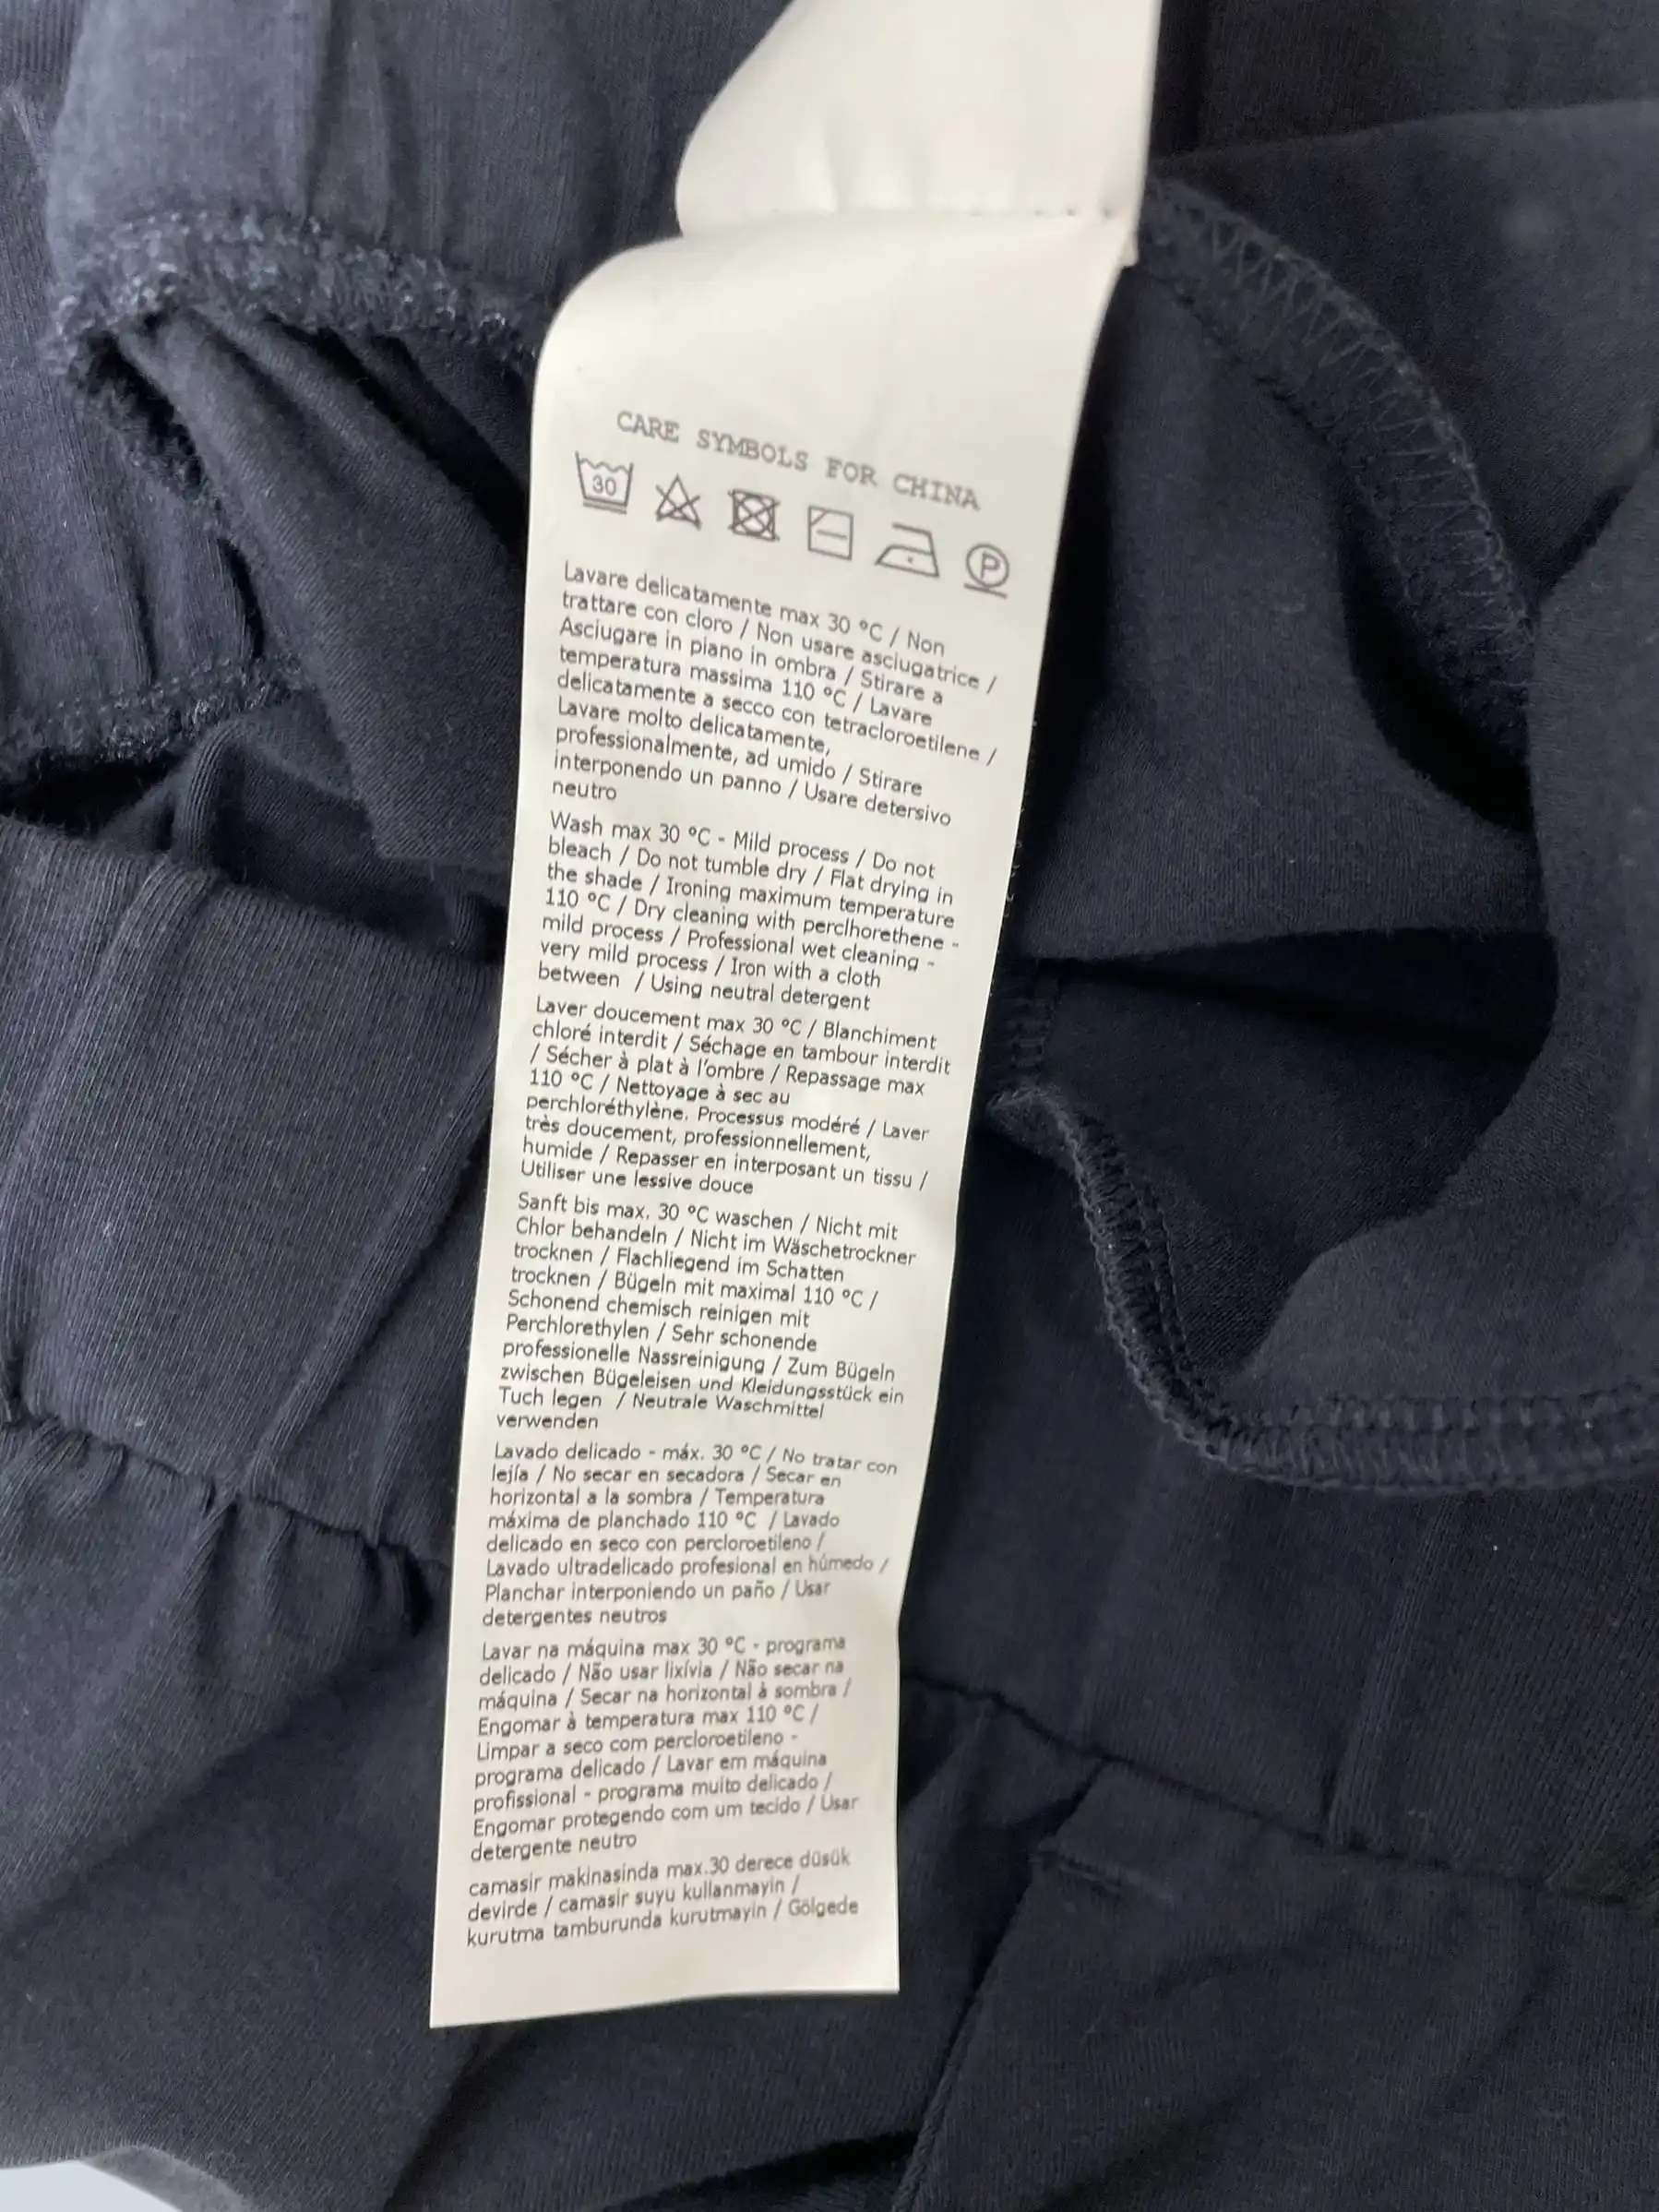 CARE SYMBOLS FOR CHINA
30
P
Lavare delicatamente max 30 °C / Non
trattare con cloro / Non usare asciugatrice /
Asciugare in piano in ombra / Stirare a
temperatura massima 110 °C / Lavare
delicatamente a secco con tetracloroetilene /
Lavare molto delicatamente,
professionalmente, ad umido / Stirare
interponendo un panno / Usare detersivo
neutro
Wash max 30 °C - Mild process / Do not
bleach / Do not tumble dry / Flat drying in
the shade / Ironing maximum temperature
110 °C / Dry cleaning with perclhorethene -
mild process / Professional wet cleaning -
very mild process / Iron with a cloth
between / Using neutral detergent
Laver doucement max 30 °C / Blanchiment
chloré interdit / Séchage en tambour interdit
/ Sécher à plat à l'ombre / Repassage max
110 °C / Nettoyage à sec au
perchloréthylène. Processus modéré / Laver
très doucement, professionnellement,
humide / Repasser en interposant un tissu /
Utiliser une lessive douce
Sanft bis max. 30 °C waschen / Nicht mit
Chlor behandeln / Nicht im Wäschetrockner
trocknen / Flachliegend im Schatten
trocknen / Bügeln mit maximal 110 °C /
Schonend chemisch reinigen mit
Perchlorethylen / Sehr schonende
professionelle Nassreinigung / Zum Bügeln
zwischen Bügeleisen und Kleidungsstück ein
Tuch legen / Neutrale Waschmittel
verwenden
Lavado delicado - máx. 30 °C / No tratar con
lejía / No secar en secadora / Secar en
horizontal a la sombra / Temperatura
máxima de planchado 110 °C / Lavado
delicado en seco con percloroetileno /
Lavado ultradelicado profesional en húmedo /
Planchar interponiendo un paño / Usar
detergentes neutros
Lavar na máquina max 30 °C - programa
delicado / Não usar lixívia / Não secar na
máquina / Secar na horizontal à sombra /
Engomar à temperatura max 110 °C /
Limpar a seco com percloroetileno -
programa delicado / Lavar em máquina
profissional - programa muito delicado /
Engomar protegendo com um tecido / Usar
detergente neutro
camasir makinasinda max.30 derece düsük
devirde / camasir suyu kullanmayin /
kurutma tamburunda kurutmayin / Gölgede